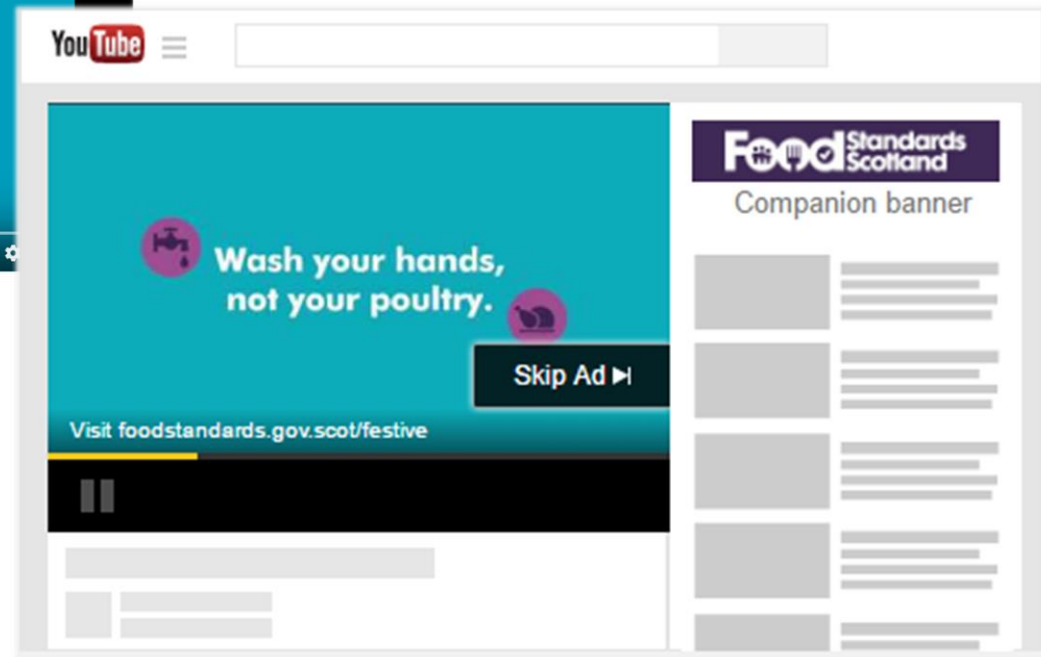 YouTube
Food Standards
Scotland
Companion banner
Wash your hands,
not your poultry.
Skip Ad
Visit foodstandards.gov.scot/festive